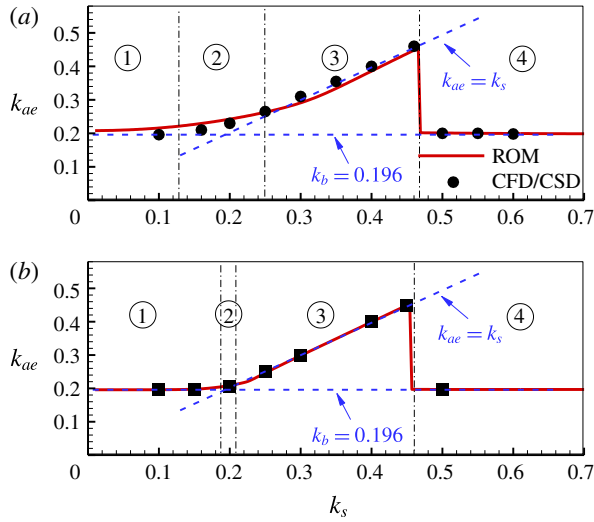 (a)
0.5
0.4
0.3
0.2
0.1
k_ae
① ② ③ ④
k_ae = k_s
k_b = 0.196
ROM
CFD/CSD
0.1 0.2 0.3 0.4 0.5 0.6 0.7
(b)
0.5
0.4
0.3
0.2
0.1
k_ae
① ② ③ ④
k_ae = k_s
k_b = 0.196
0 0.1 0.2 0.3 0.4 0.5 0.6 0.7
k_s